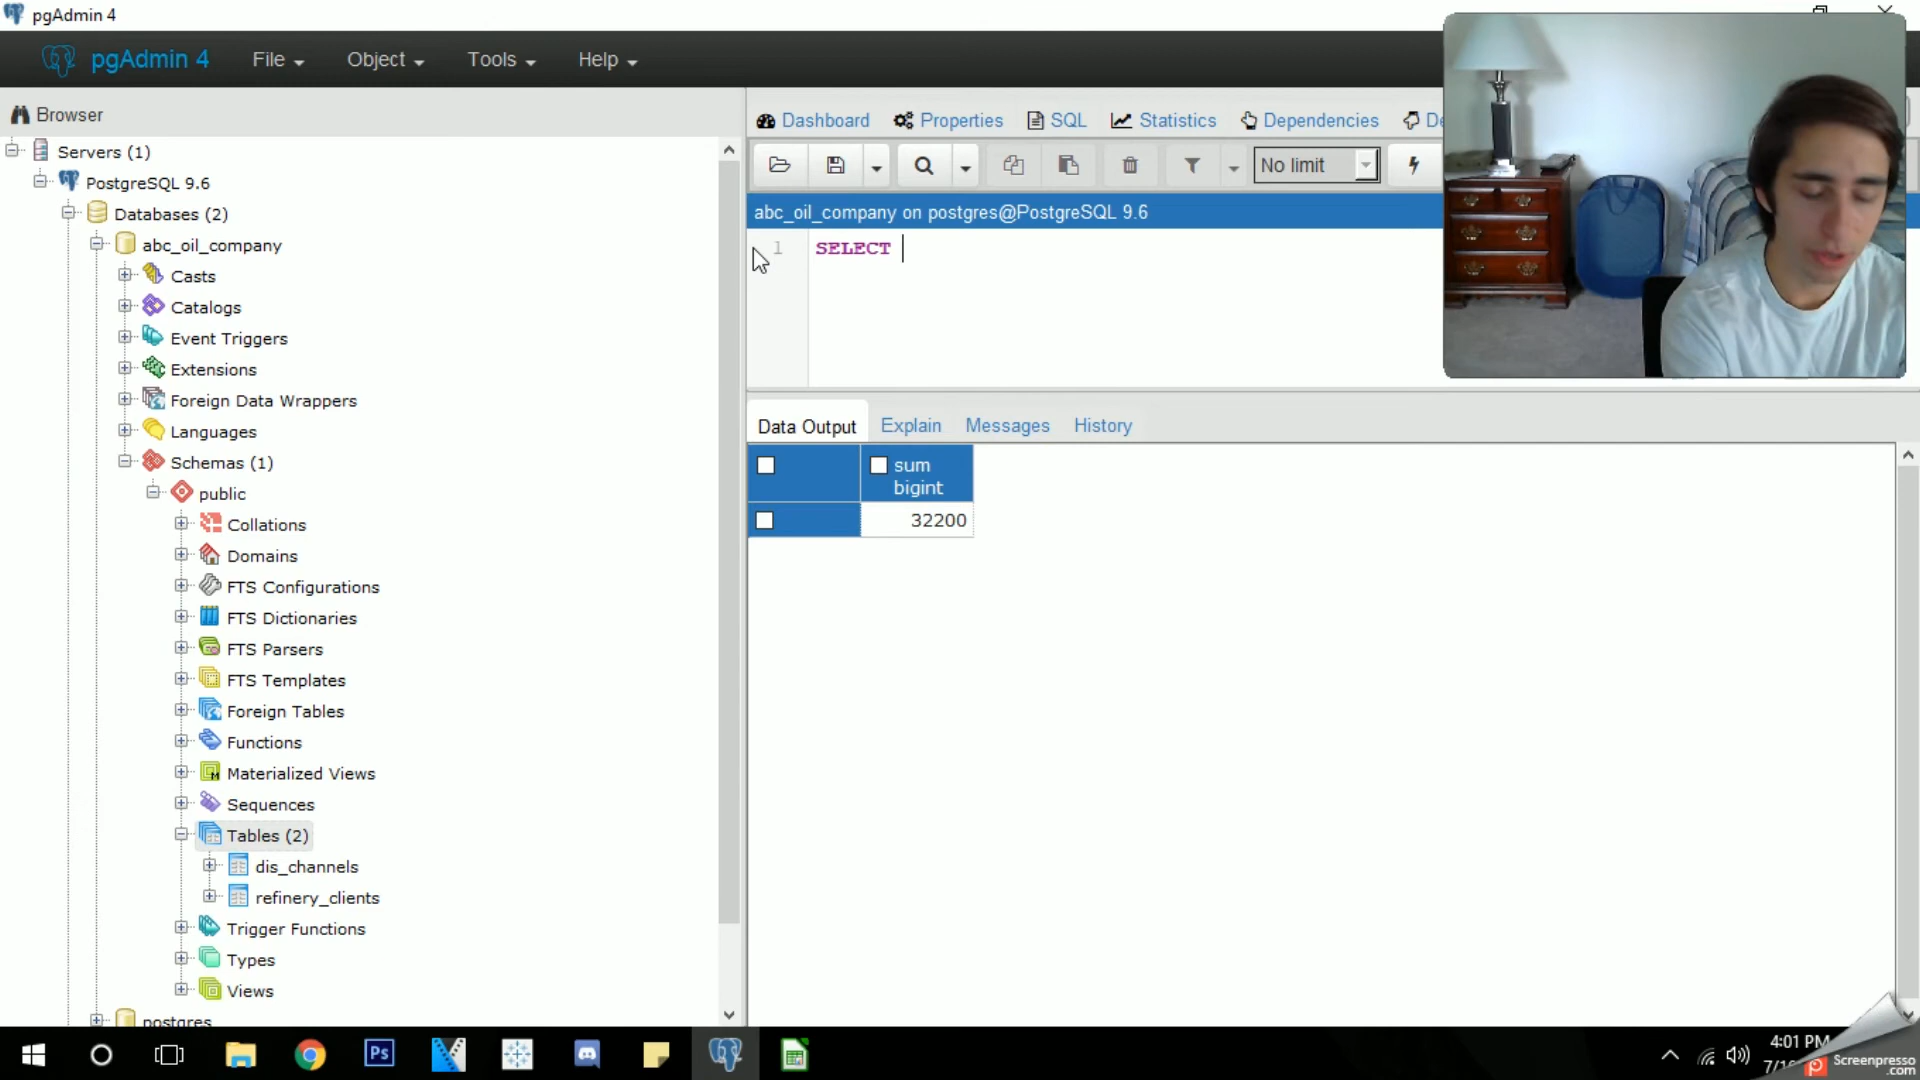 pgAdmin 4
pgAdmin 4 File Object Tools Help
Browser
Servers (1)
PostgreSQL 9.6
Databases (2)
abc_oil_company
Casts
Catalogs
Event Triggers
Extensions
Foreign Data Wrappers
Languages
Schemas (1)
public
Collations
Domains
FTS Configurations
FTS Dictionaries
FTS Parsers
FTS Templates
Foreign Tables
Functions
Materialized Views
Sequences
Tables (2)
dis_channels
refinery_clients
Trigger Functions
Types
Views
postgres
Dashboard Properties SQL Statistics Dependencies
No limit
abc_oil_company on postgres@PostgreSQL 9.6
1 SELECT
Data Output Explain Messages History
sum
bigint
32200
Ps
4:01 PM
Screenpresso
.com